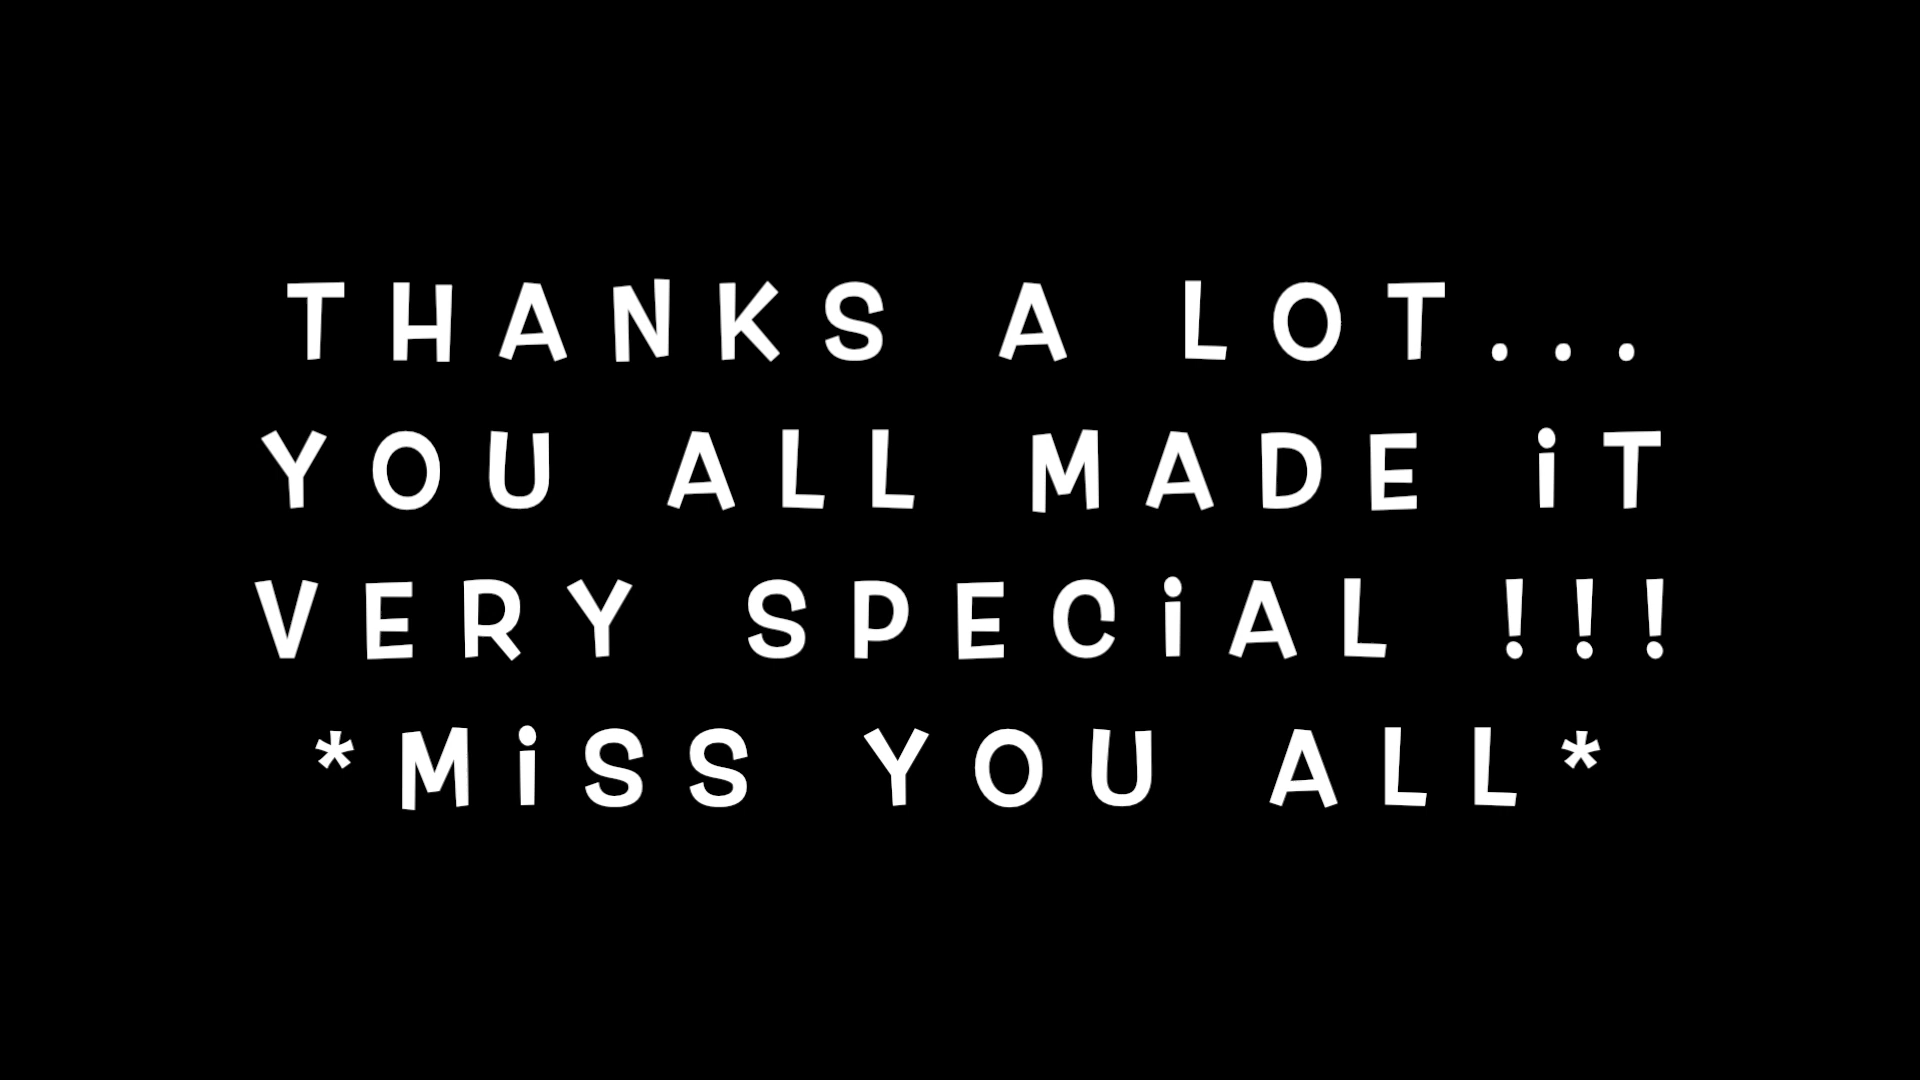 THANKS A LOT...
YOU ALL MADE iT
VERY SPECiAL !!!
*MiSS YOU ALL*